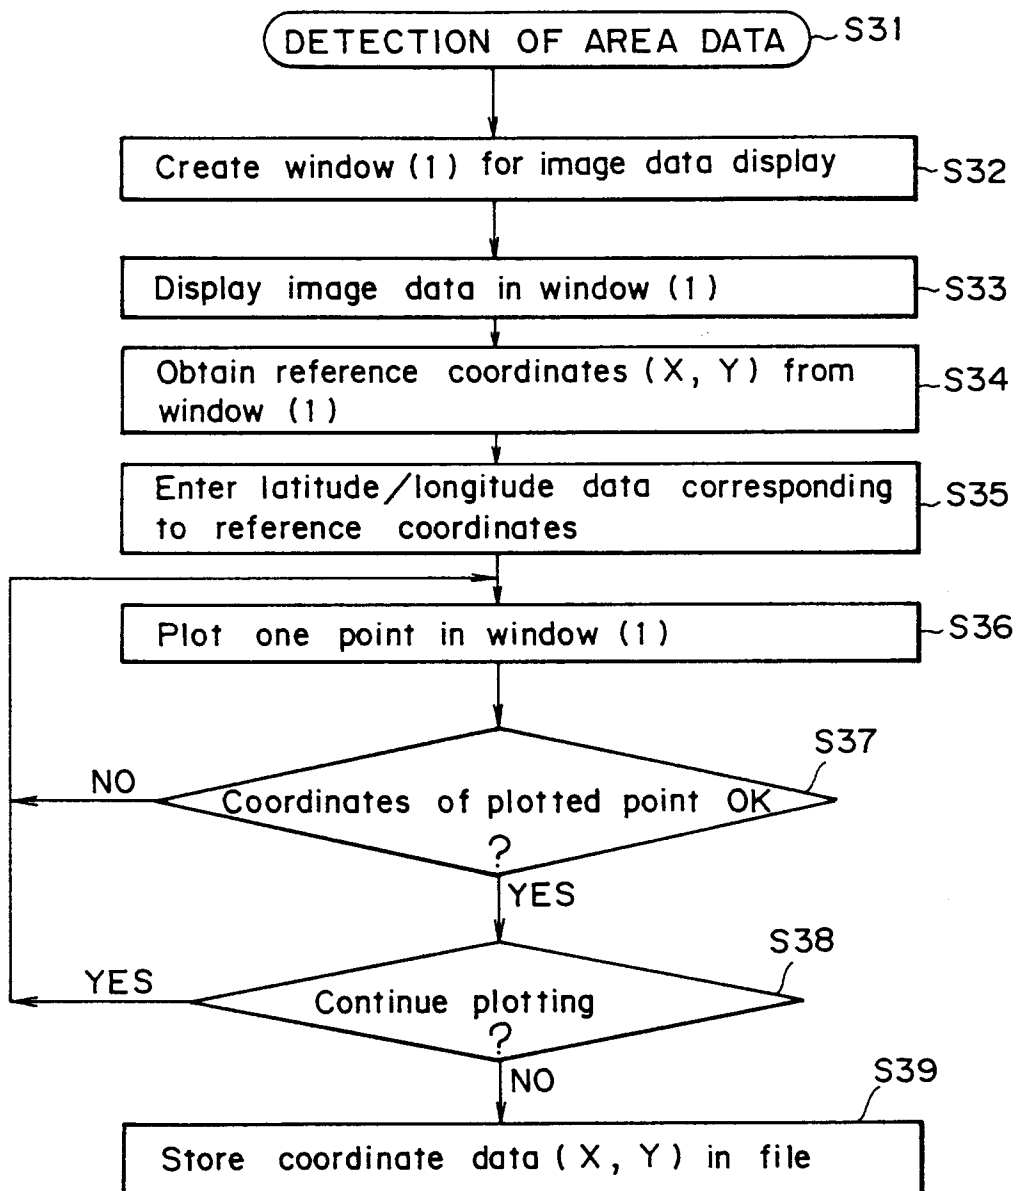 DETECTION OF AREA DATA
S31
Create window (1) for image data display
S32
Display image data in window (1)
S33
Obtain reference coordinates (X, Y) from
window (1)
S34
Enter latitude/longitude data corresponding
to reference coordinates
S35
Plot one point in window (1)
S36
S37
NO
Coordinates of plotted point OK
?
YES
S38
YES
Continue plotting
?
NO
S39
Store coordinate data (X, Y) in file